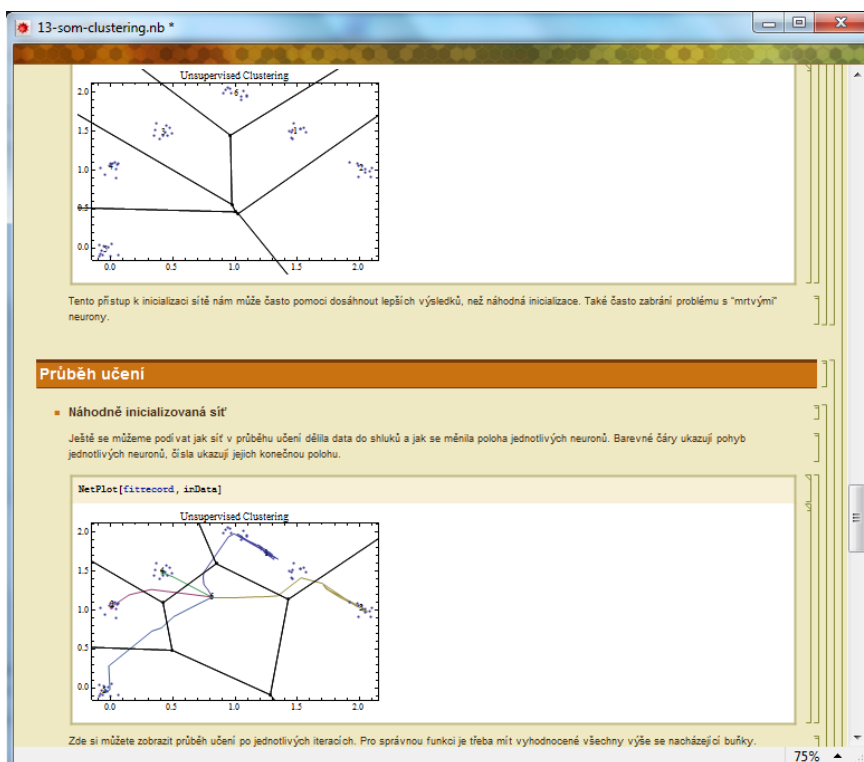 13-som-clustering.nb *
Unsupervised Clustering
2.0
1.5
1.0
0.5
0.0
0.0 0.5 1.0 1.5 2.0
Tento přístup k inicializaci sítě nám může často pomoci dosáhnout lepších výsledků, než náhodná inicializace. Také často zabrání problému s "mrtvými"
neurony.
Průběh učení
Náhodně inicializovaná síť
Ještě se můžeme podívat jak síť v průběhu učení dělila data do shluků a jak se měnila poloha jednotlivých neuronů. Barevné čáry ukazují pohyb
jednotlivých neuronů, čísla ukazují jejich konečnou polohu.
NetPlot[fitrecord, inData]
Unsupervised Clustering
2.0
1.5
1.0
0.5
0.0
0.0 0.5 1.0 1.5 2.0
Zde si můžete zobrazit průběh učení po jednotlivých iteracích. Pro správnou funkci je třeba mít vyhodnocené všechny výše se nacházející buňky.
75%